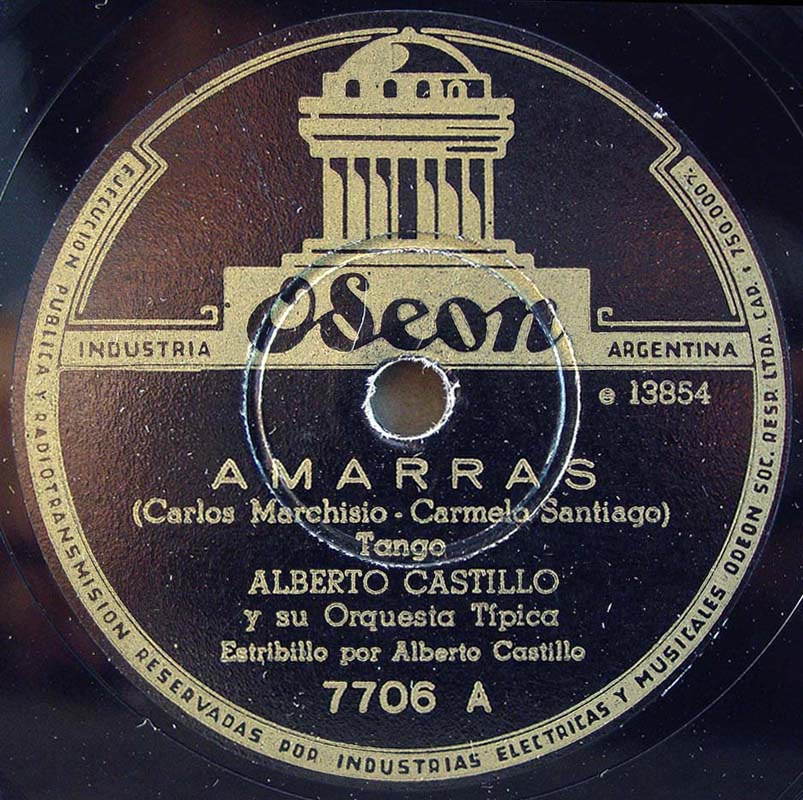 Odeon
INDUSTRIA
ARGENTINA
e 13854
AMARRAS
(Carlos Marchisio - Carmelo Santiago)
Tango
ALBERTO CASTILLO
y su Orquesta Típica
Estribillo por Alberto Castillo
7706 A
EJECUCION PUBLICA Y RADIOTRANSMISION RESERVADAS POR INDUSTRIAS ELECTRICAS Y MUSICALES ODEON SOC. RESP. LTDA. CAP. $ 750.000%